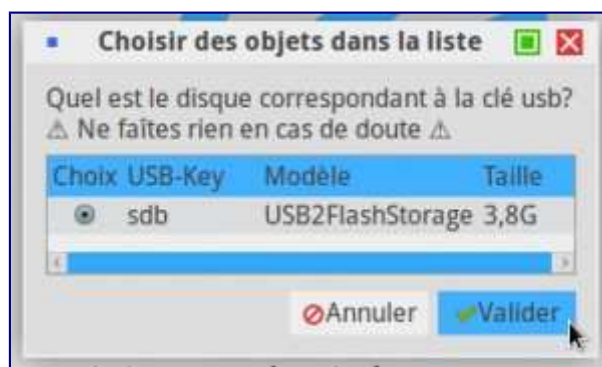 Choisir des objets dans la liste
Quel est le disque correspondant à la clé usb?
⚠ Ne faîtes rien en cas de doute ⚠
Choix USB-Key Modèle Taille
sdb USB2FlashStorage 3,8G
Annuler Valider